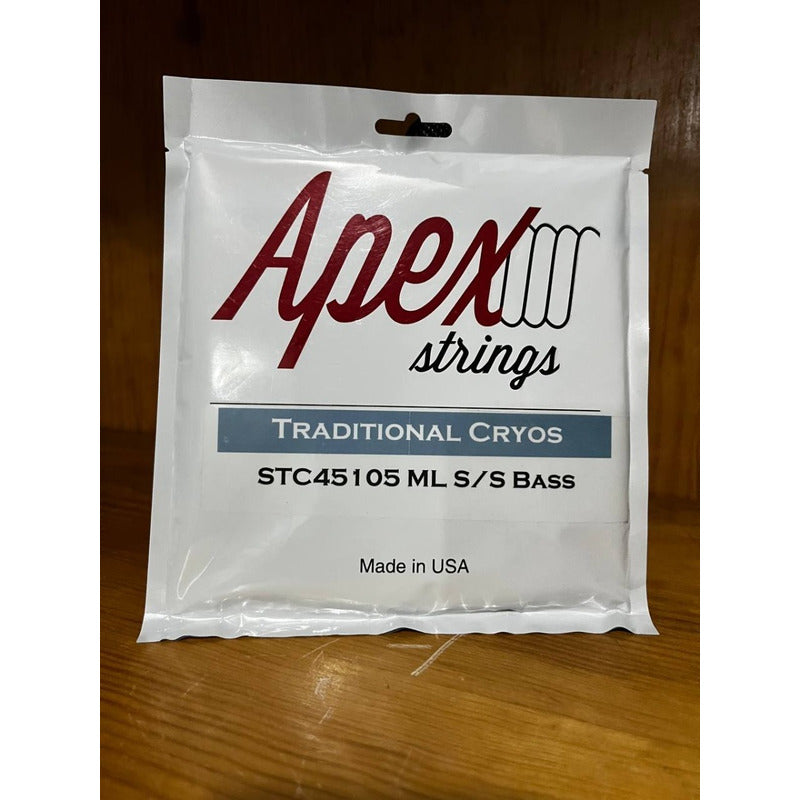 Apex
strings
Traditional Cryos
STC45105 ML S/S Bass
Made in USA